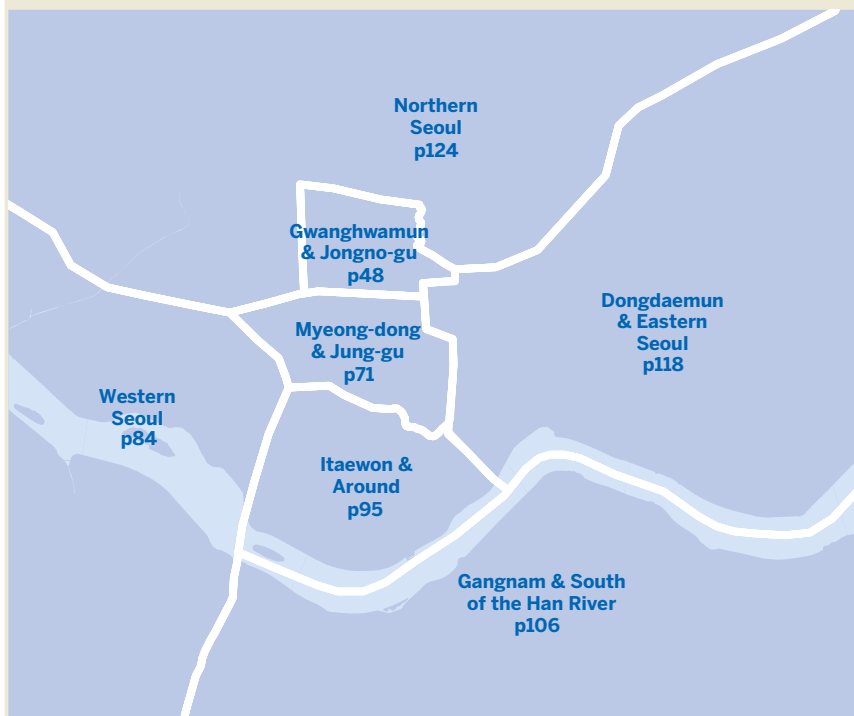 Northern
Seoul
p124
Gwanghwamun
& Jongno-gu
p48
Myeong-dong
& Jung-gu
p71
Dongdaemun
& Eastern
Seoul
p118
Western
Seoul
p84
Itaewon &
Around
p95
Gangnam & South
of the Han River
p106